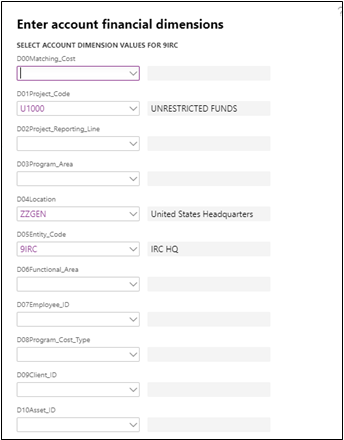 Enter account financial dimensions
SELECT ACCOUNT DIMENSION VALUES FOR 9IRC
D00Matching_Cost
D01Project_Code
U1000 UNRESTRICTED FUNDS
D02Project_Reporting_Line
D03Program_Area
D04Location
ZZGEN United States Headquarters
D05Entity_Code
9IRC IRC HQ
D06Functional_Area
D07Employee_ID
D08Program_Cost_Type
D09Client_ID
D10Asset_ID